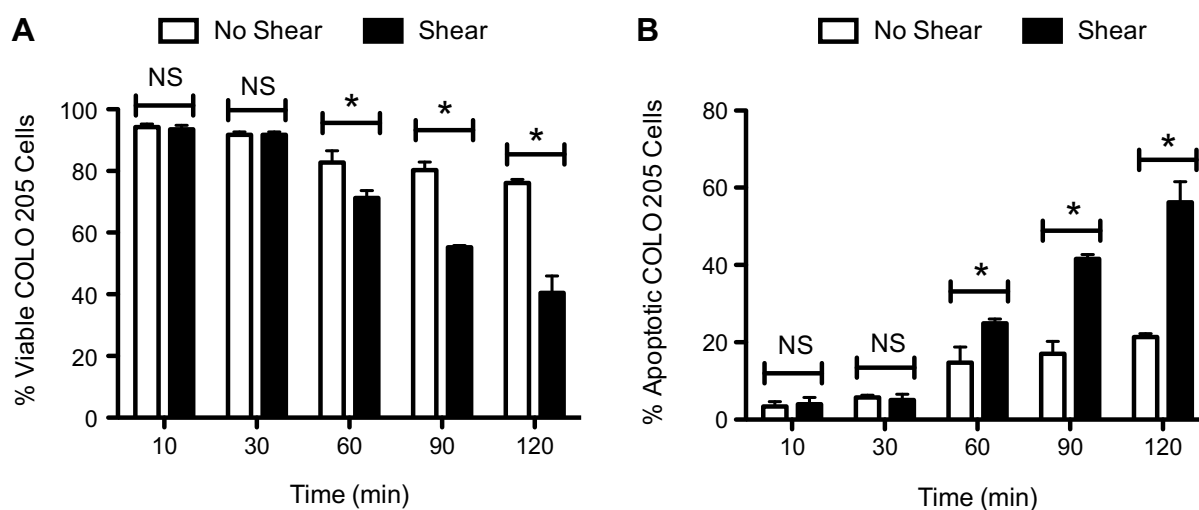 A
No Shear Shear
NS NS * * *
% Viable COLO 205 Cells
100
80
60
40
20
0
10 30 60 90 120
Time (min)
B
No Shear Shear
NS NS * * *
% Apoptotic COLO 205 Cells
80
60
40
20
0
10 30 60 90 120
Time (min)